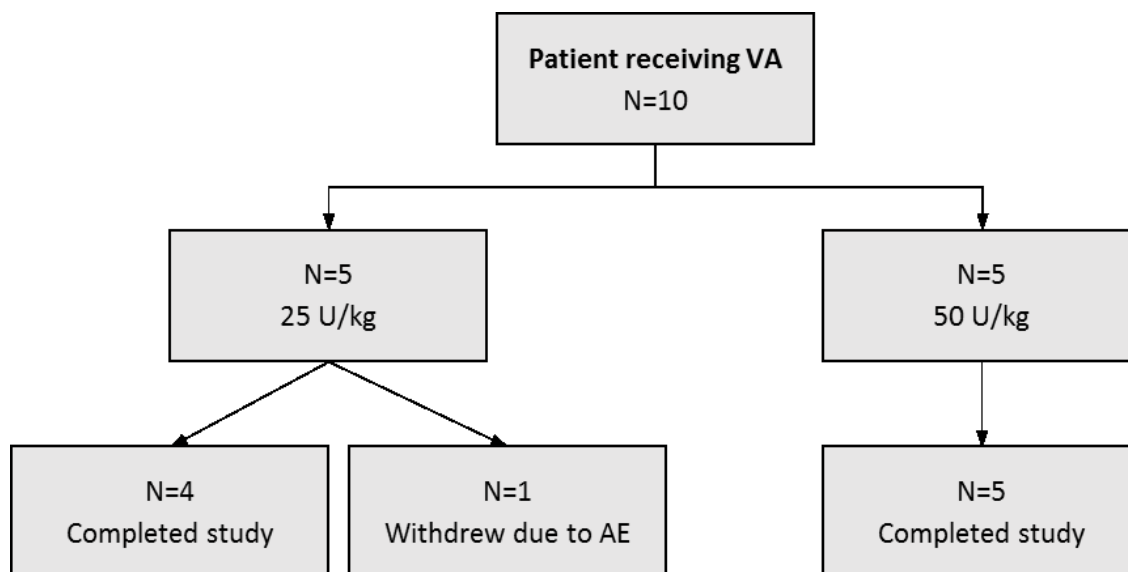 Patient receiving VA
N=10
N=5
25 U/kg
N=5
50 U/kg
N=4
Completed study
N=1
Withdrew due to AE
N=5
Completed study